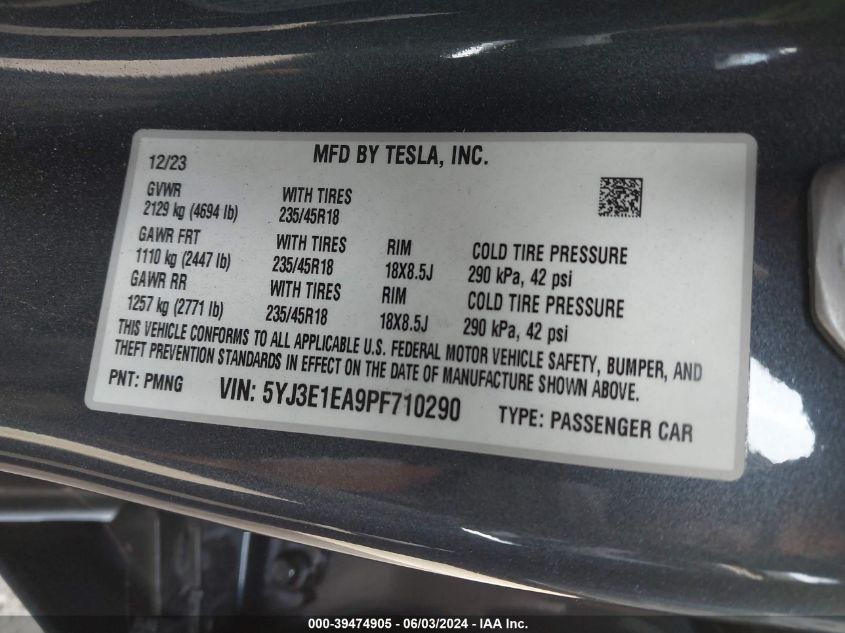 12/23
MFD BY TESLA, INC.
GVWR WITH TIRES
2129 kg (4694 lb) 235/45R18
GAWR FRT WITH TIRES RIM COLD TIRE PRESSURE
1110 kg (2447 lb) 235/45R18 18X8.5J 290 kPa, 42 psi
GAWR RR WITH TIRES RIM COLD TIRE PRESSURE
1257 kg (2771 lb) 235/45R18 18X8.5J 290 kPa, 42 psi
THIS VEHICLE CONFORMS TO ALL APPLICABLE U.S. FEDERAL MOTOR VEHICLE SAFETY, BUMPER, AND
THEFT PREVENTION STANDARDS IN EFFECT ON THE DATE OF MANUFACTURE SHOWN ABOVE.
PNT: PMNG VIN: 5YJ3E1EA9PF710290 TYPE: PASSENGER CAR
000-39474905 - 06/03/2024 - IAA Inc.